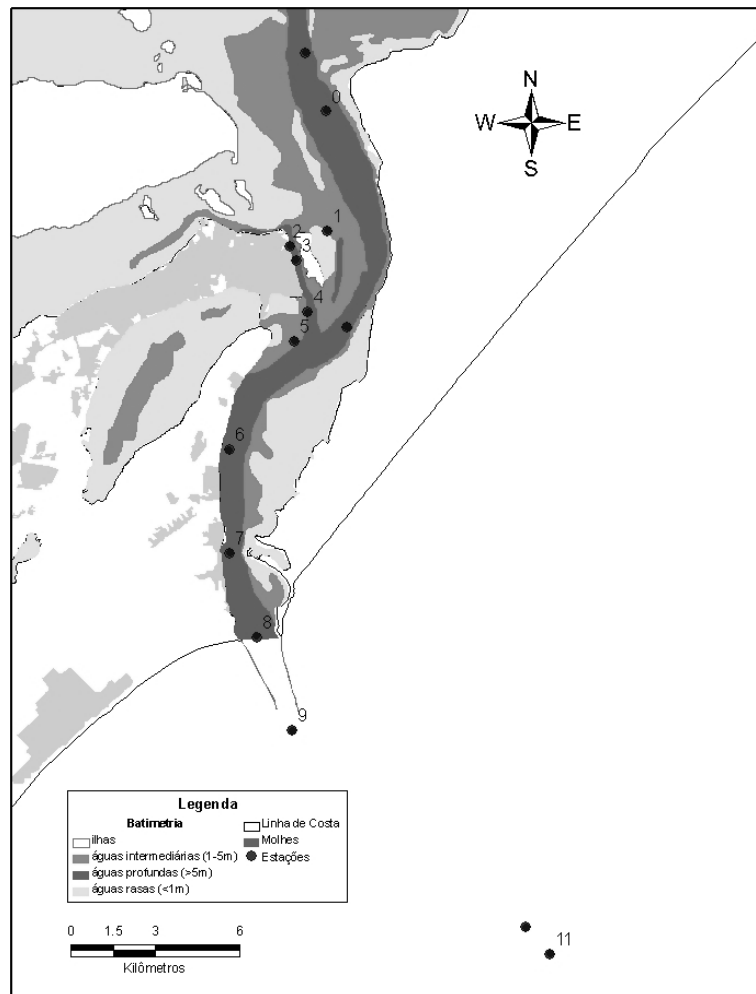 0
N
W E
S
1
2
3
4
5
6
7
8
9
Legenda
Batimetria
ilhas
águas intermediárias (1-5m)
águas profundas (>5m)
águas rasas (<1m)
Linha de Costa
Molhes
Estações
0 1.5 3 6
Kilômetros
11